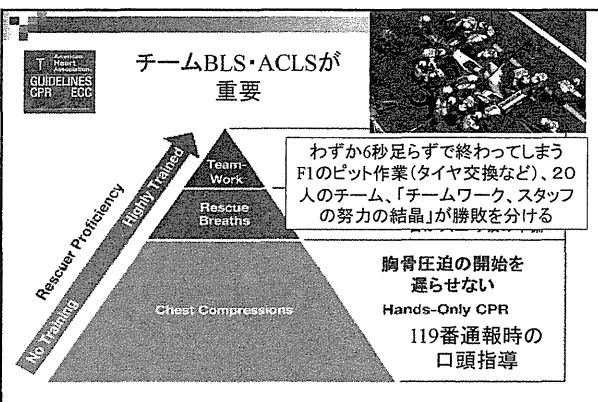 American
Heart
Association
GUIDELINES
CPR ECC
チームBLS・ACLSが
重要
わずか6秒足らずで終わってしまう
F1のピット作業(タイヤ交換など)、20
人のチーム、「チームワーク、スタッフ
の努力の結晶」が勝敗を分ける
Team-
Work
Rescue
Breaths
Chest Compressions
Rescuer Proficiency
Highly Trained
No Training
胸骨圧迫の開始を
遅らせない
Hands-Only CPR
119番通報時の
口頭指導